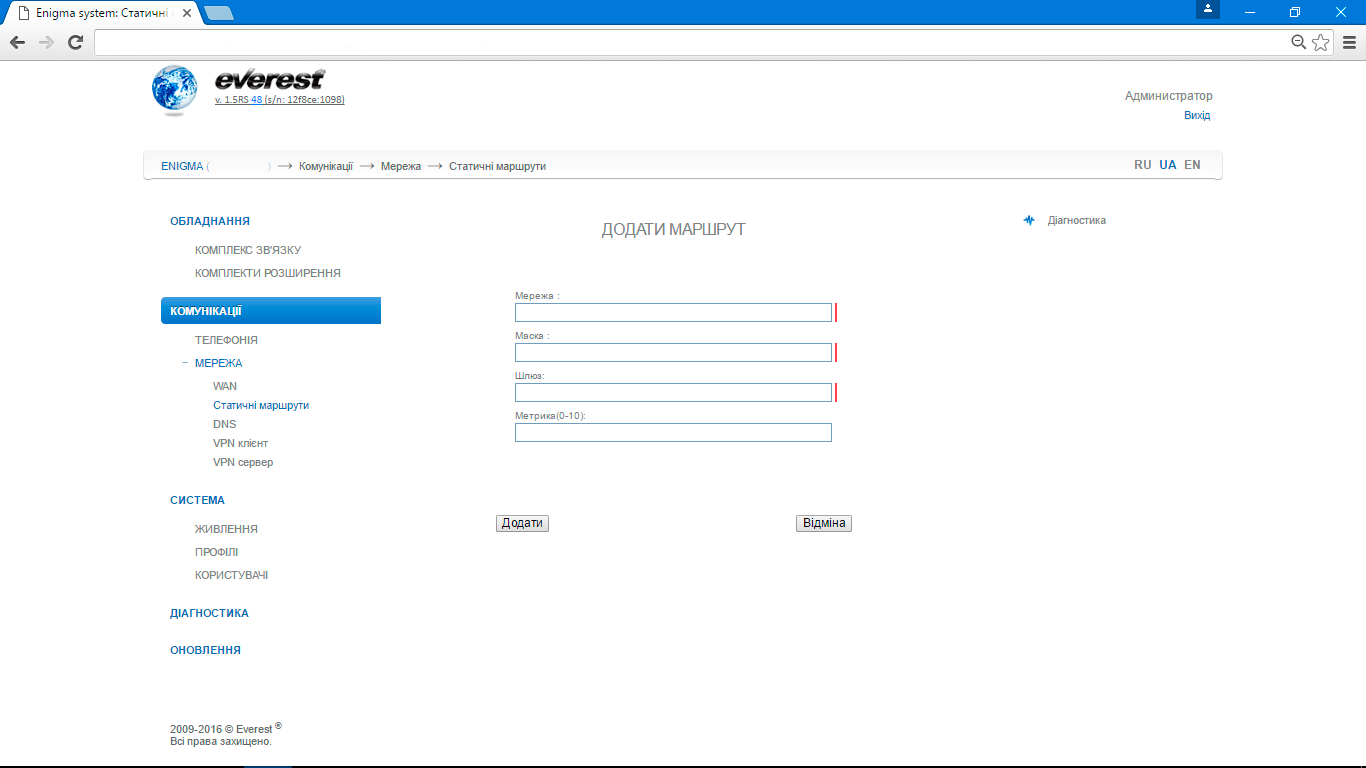 Enigma system: Статичні
everest
v. 1.5RS 48 (s/n: 12f8ce:1098)
Администратор
Вихід
ENIGMA ( ) → Комунікації → Мережа → Статичні маршрути
RU UA EN
ОБЛАДНАННЯ
КОМПЛЕКС ЗВ'ЯЗКУ
КОМПЛЕКТИ РОЗШИРЕННЯ
КОМУНІКАЦІЇ
ТЕЛЕФОНІЯ
– МЕРЕЖА
WAN
Статичні маршрути
DNS
VPN клієнт
VPN сервер
СИСТЕМА
ЖИВЛЕННЯ
ПРОФІЛІ
КОРИСТУВАЧІ
ДІАГНОСТИКА
ОНОВЛЕННЯ
ДОДАТИ МАРШРУТ
Мережа :
Маска :
Шлюз:
Метрика(0-10):
Додати
Відміна
Діагностика
2009-2016 © Everest ®
Всі права захищено.